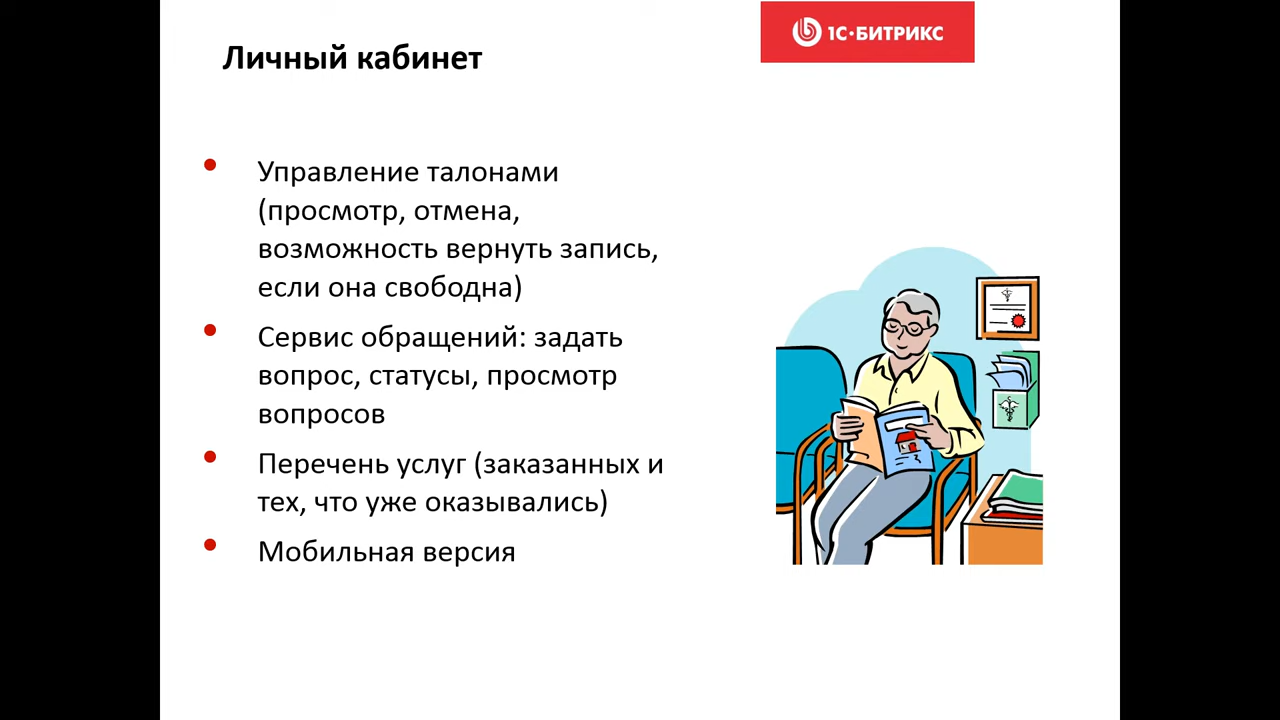 Личный кабинет
1С·БИТРИКС
Управление талонами
(просмотр, отмена,
возможность вернуть запись,
если она свободна)
Сервис обращений: задать
вопрос, статусы, просмотр
вопросов
Перечень услуг (заказанных и
тех, что уже оказывались)
Мобильная версия